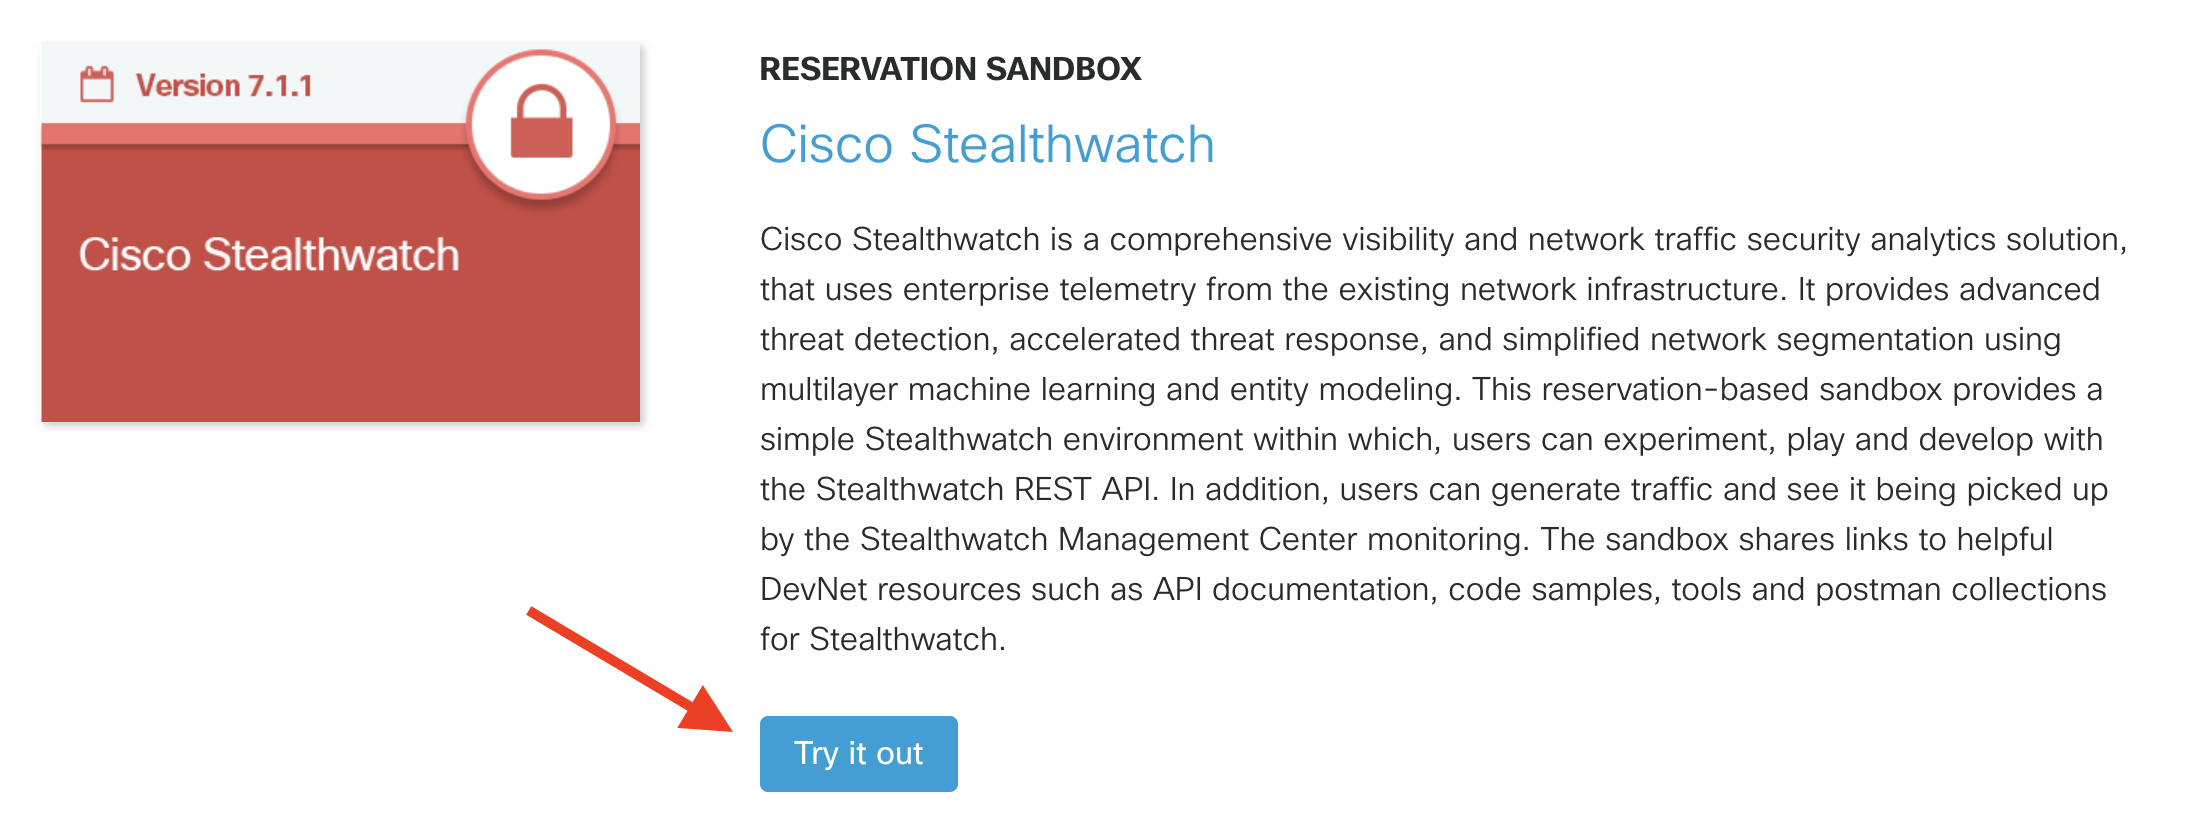 Version 7.1.1
Cisco Stealthwatch
RESERVATION SANDBOX
Cisco Stealthwatch
Cisco Stealthwatch is a comprehensive visibility and network traffic security analytics solution,
that uses enterprise telemetry from the existing network infrastructure. It provides advanced
threat detection, accelerated threat response, and simplified network segmentation using
multilayer machine learning and entity modeling. This reservation-based sandbox provides a
simple Stealthwatch environment within which, users can experiment, play and develop with
the Stealthwatch REST API. In addition, users can generate traffic and see it being picked up
by the Stealthwatch Management Center monitoring. The sandbox shares links to helpful
DevNet resources such as API documentation, code samples, tools and postman collections
for Stealthwatch.
Try it out